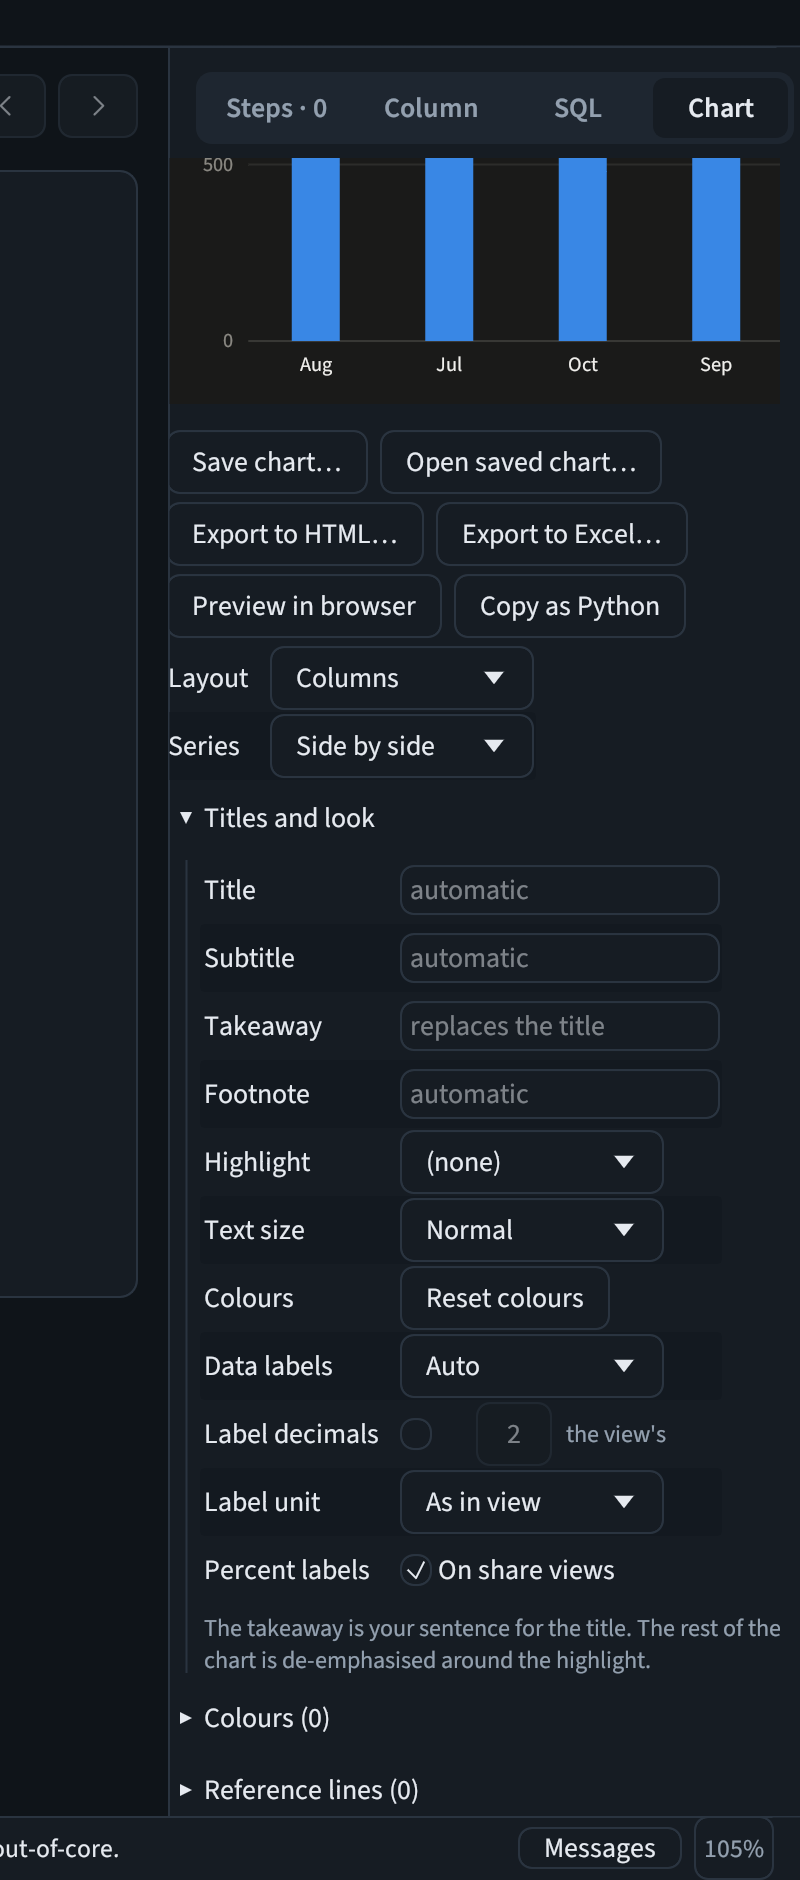 Steps · 0 Column SQL Chart
500
0
Aug Jul Oct Sep
Save chart... Open saved chart...
Export to HTML... Export to Excel...
Preview in browser Copy as Python
Layout Columns
Series Side by side
Titles and look
Title automatic
Subtitle automatic
Takeaway replaces the title
Footnote automatic
Highlight (none)
Text size Normal
Colours Reset colours
Data labels Auto
Label decimals 2 the view's
Label unit As in view
Percent labels On share views
The takeaway is your sentence for the title. The rest of the
chart is de-emphasised around the highlight.
Colours (0)
Reference lines (0)
out-of-core. Messages 105%